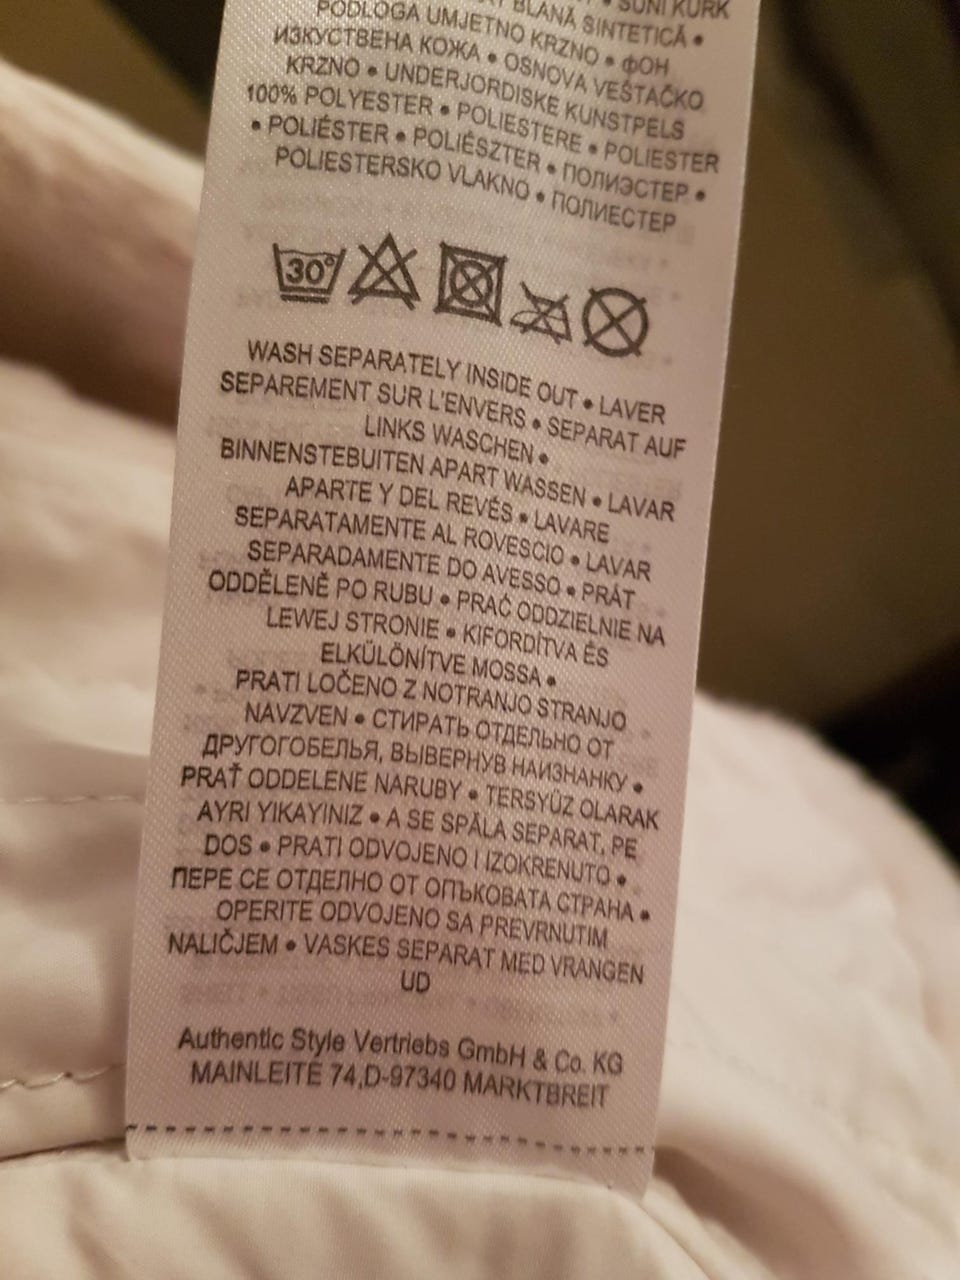 BLANĂ SINTETICĂ • SUNI KÜRK
PODLOGA UMJETNO KRZNO • ФОН
ИЗКУСТВЕНА КОЖА • OSNOVA VEŠTAČKO
KRZNO • UNDERJORDISKE KUNSTPELS
100% POLYESTER • POLIESTERE • POLIESTER
• POLIÉSTER • POLIÉSZTER • ПОЛИЭСТЕР •
POLIESTERSKO VLAKNO • ПОЛИЕСТЕР
30°
WASH SEPARATELY INSIDE OUT • LAVER
SEPAREMENT SUR L'ENVERS • SEPARAT AUF
LINKS WASCHEN •
BINNENSTEBUITEN APART WASSEN • LAVAR
APARTE Y DEL REVÉS • LAVARE
SEPARATAMENTE AL ROVESCIO • LAVAR
SEPARADAMENTE DO AVESSO • PRÁT
ODDĚLENĚ PO RUBU • PRAĆ ODDZIELNIE NA
LEWEJ STRONIE • KIFORDÍTVA ÉS
ELKÜLÖNÍTVE MOSSA •
PRATI LOČENO Z NOTRANJO STRANJO
NAVZVEN • СТИРАТЬ ОТДЕЛЬНО ОТ
ДРУГОГОБЕЛЬЯ, ВЫВЕРНУВ НАИЗНАНКУ •
PRAŤ ODDELENE NARUBY • TERSYÜZ OLARAK
AYRI YIKAYINIZ • A SE SPĂLA SEPARAT, PE
DOS • PRATI ODVOJENO I IZOKRENUTO •
ПЕРЕ СЕ ОТДЕЛНО ОТ ОПЪКОВАТА СТРАНА •
OPERITE ODVOJENO SA PREVRNUTIM
NALIČJEM • VASKES SEPARAT MED VRANGEN
UD
Authentic Style Vertriebs GmbH & Co. KG
MAINLEITE 74,D-97340 MARKTBREIT